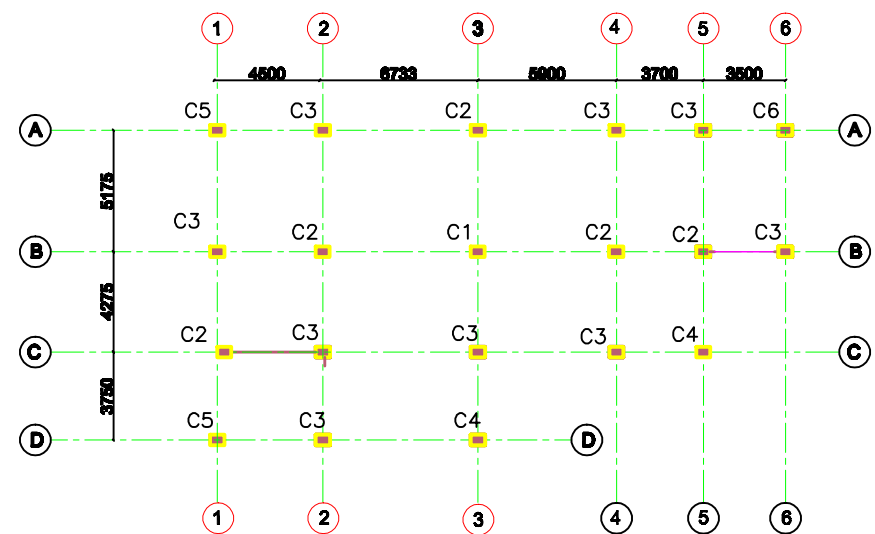 1 2 3 4 5 6
4500 6733 5900 3700 3500
C5 C3 C2 C3 C3 C6
A A
5175
C3 C2 C1 C2 C2 C3
B B
4275
C2 C3 C3 C3 C4
C C
3750
C5 C3 C4
D D
1 2 3 4 5 6